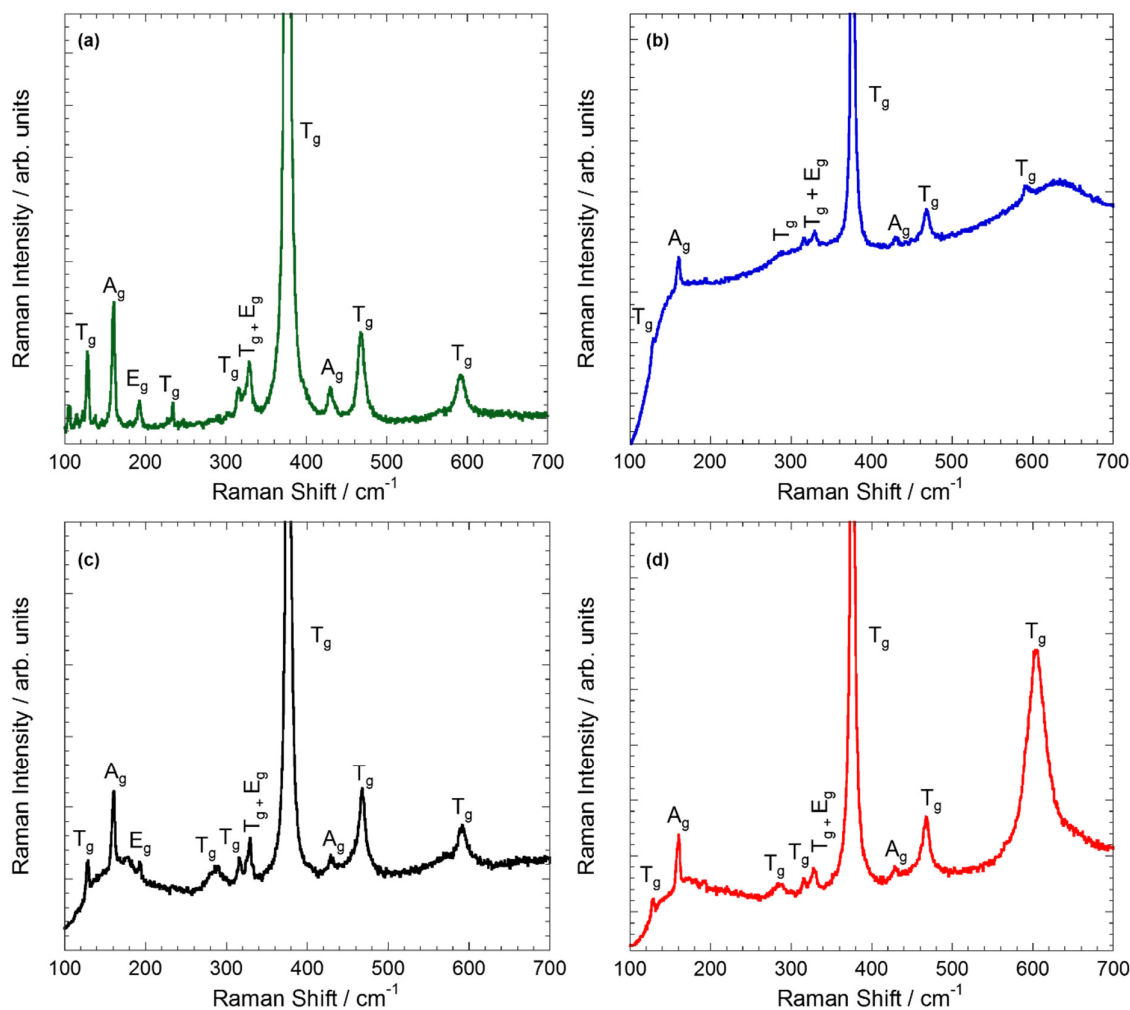 (a)
Raman Intensity / arb. units
Tg
Ag
Eg
Tg
Tg
Tg + Eg
Tg
Ag
Tg
Tg
100 200 300 400 500 600 700
Raman Shift / cm-1
(b)
Raman Intensity / arb. units
Tg
Ag
Tg
Tg + Eg
Tg
Ag
Tg
Tg
100 200 300 400 500 600 700
Raman Shift / cm-1
(c)
Raman Intensity / arb. units
Tg
Ag
Eg
Tg
Tg
Tg + Eg
Tg
Ag
Tg
Tg
100 200 300 400 500 600 700
Raman Shift / cm-1
(d)
Raman Intensity / arb. units
Tg
Ag
Tg
Tg
Tg + Eg
Tg
Ag
Tg
Tg
100 200 300 400 500 600 700
Raman Shift / cm-1